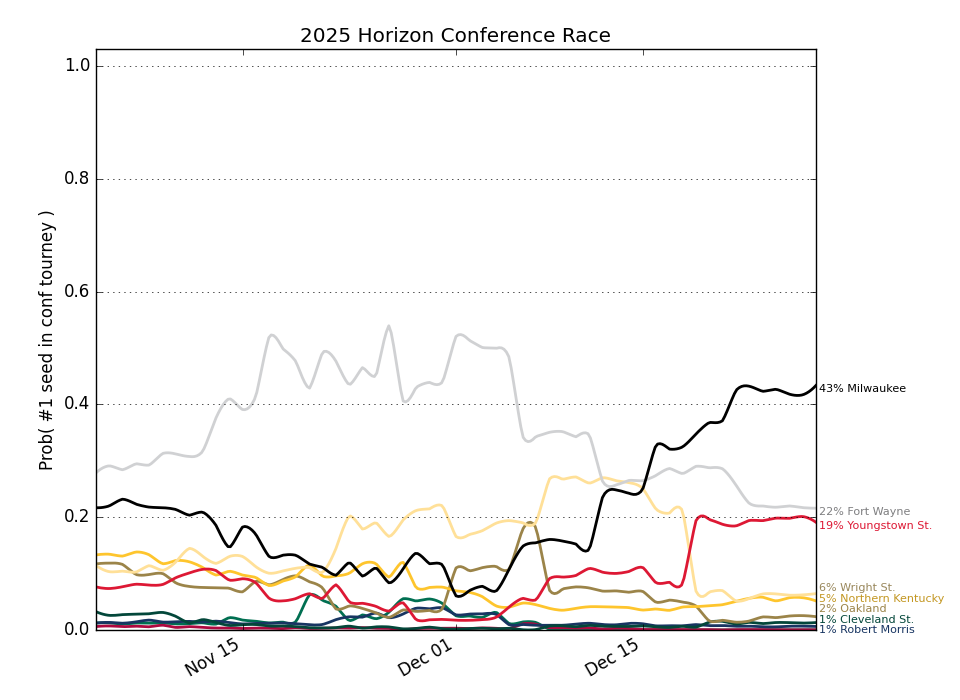 2025 Horizon Conference Race
Prob( #1 seed in conf tourney )
1.0
0.8
0.6
0.4
0.2
0.0
Nov 15
Dec 01
Dec 15
43% Milwaukee
22% Fort Wayne
19% Youngstown St.
6% Wright St.
5% Northern Kentucky
2% Oakland
1% Cleveland St.
1% Robert Morris